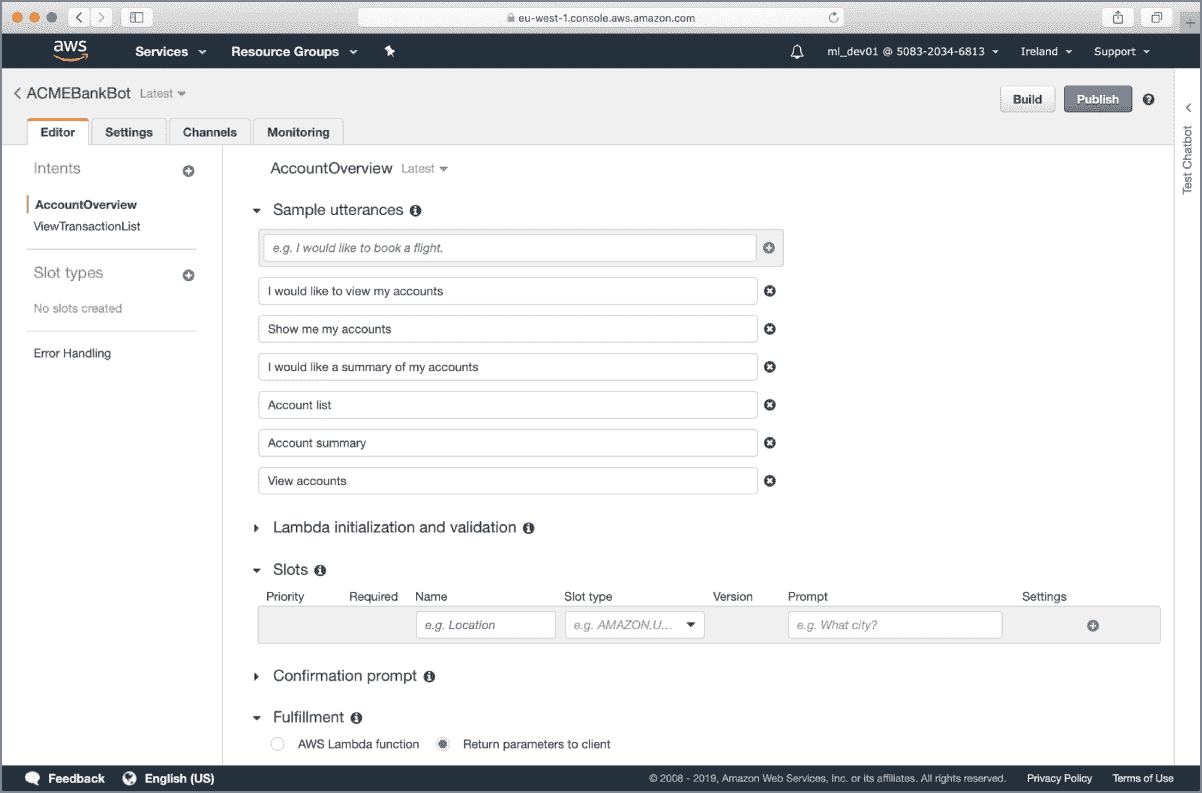 eu-west-1.console.aws.amazon.com
aws Services Resource Groups ml_dev01 @ 5083-2034-6813 Ireland Support
ACMEBankBot Latest
Build Publish
Editor Settings Channels Monitoring
Test Chatbot
Intents
AccountOverview
ViewTransactionList
Slot types
No slots created
Error Handling
AccountOverview Latest
Sample utterances
e.g. I would like to book a flight.
I would like to view my accounts
Show me my accounts
I would like a summary of my accounts
Account list
Account summary
View accounts
Lambda initialization and validation
Slots
Priority Required Name Slot type Version Prompt Settings
e.g. Location e.g. AMAZON.U... e.g. What city?
Confirmation prompt
Fulfillment
AWS Lambda function Return parameters to client
Feedback English (US) © 2008 - 2019, Amazon Web Services, Inc. or its affiliates. All rights reserved. Privacy Policy Terms of Use